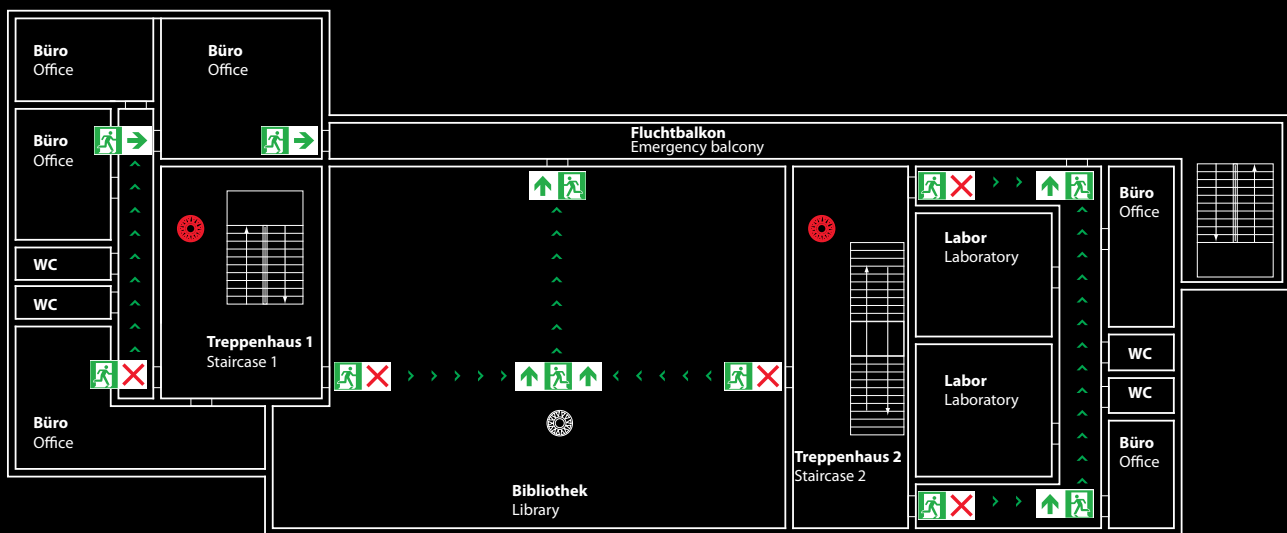 Büro
Office
Büro
Office
Büro
Office
Fluchtbalkon
Emergency balcony
Büro
Office
WC
WC
Labor
Laboratory
Treppenhaus 1
Staircase 1
WC
WC
Labor
Laboratory
Büro
Office
Büro
Office
Treppenhaus 2
Staircase 2
Bibliothek
Library